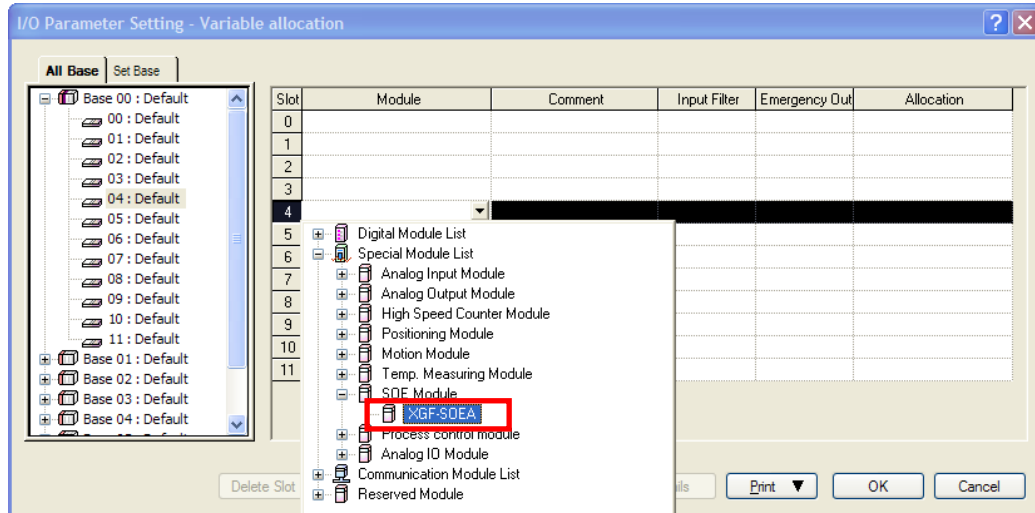 I/O Parameter Setting - Variable allocation
All Base Set Base
Base 00 : Default
00 : Default
01 : Default
02 : Default
03 : Default
04 : Default
05 : Default
06 : Default
07 : Default
08 : Default
09 : Default
10 : Default
11 : Default
Base 01 : Default
Base 02 : Default
Base 03 : Default
Base 04 : Default
Slot Module Comment Input Filter Emergency Out Allocation
0
1
2
3
4
5
6
7
8
9
10
11
Digital Module List
Special Module List
Analog Input Module
Analog Output Module
High Speed Counter Module
Positioning Module
Motion Module
Temp. Measuring Module
SOE Module
XGF-SOEA
Process control module
Analog IO Module
Communication Module List
Reserved Module
Delete Slot Print OK Cancel